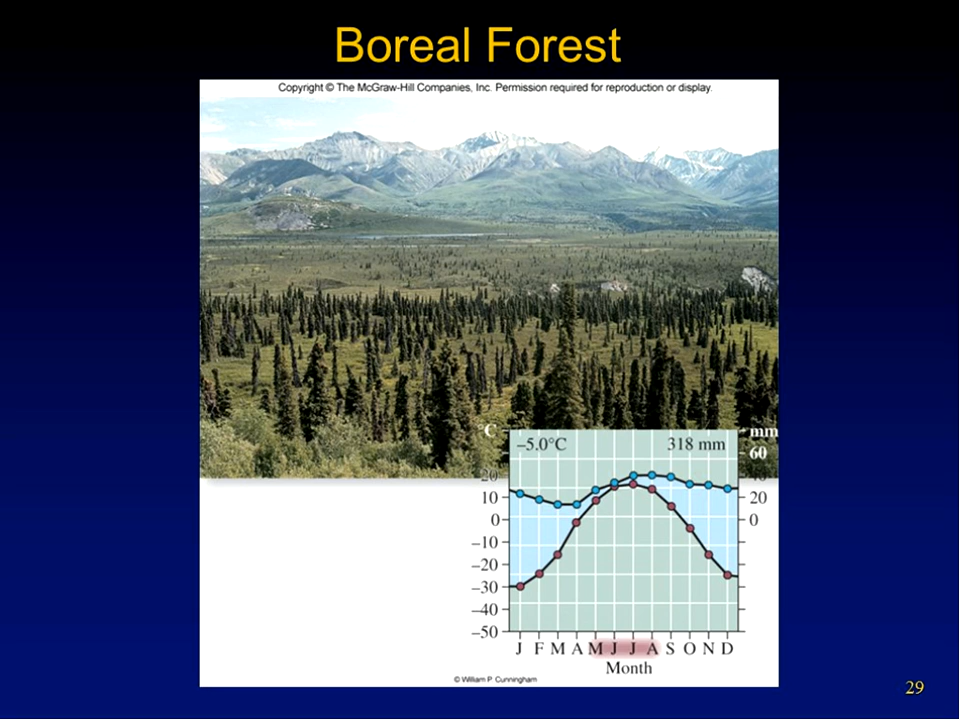 Boreal Forest
Copyright © The McGraw-Hill Companies, Inc. Permission required for reproduction or display.
°C mm
–5.0°C 318 mm 60
20 40
10 20
0 0
–10
–20
–30
–40
–50
J F M A M J J A S O N D
Month
© William P. Cunningham
29